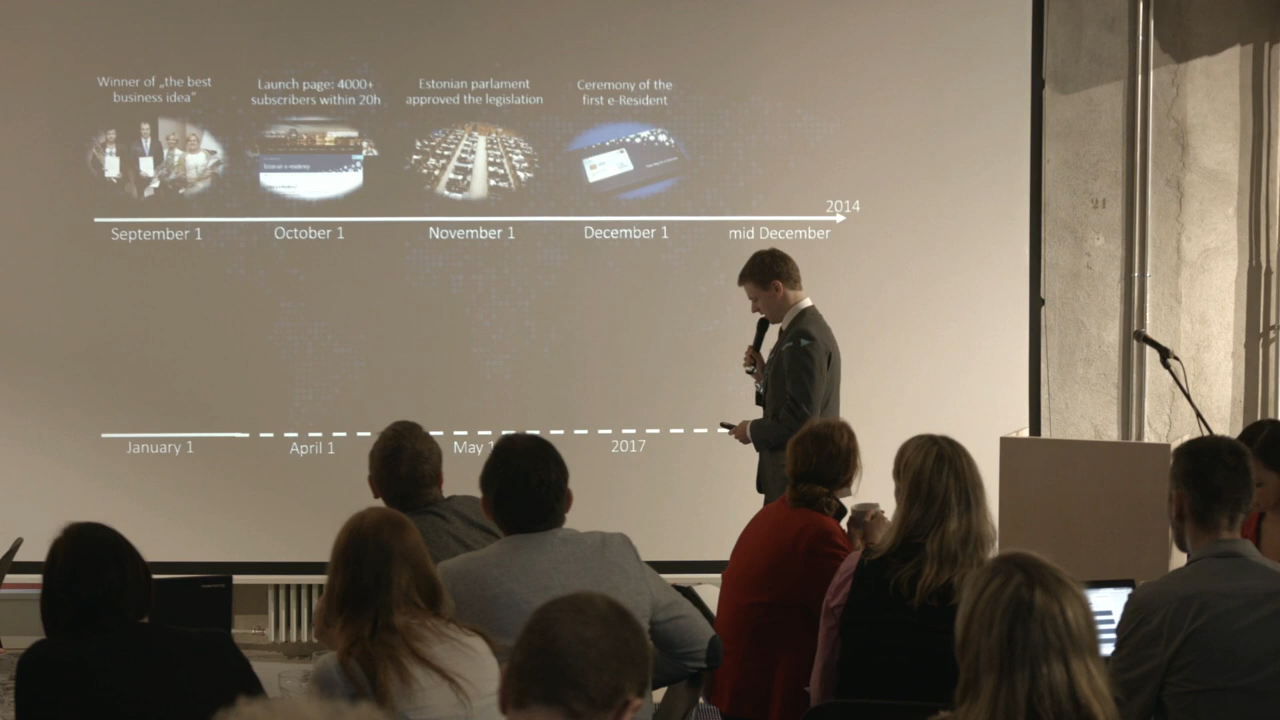 Winner of „the best
business idea"
Launch page: 4000+
subscribers within 20h
Estonian parlament
approved the legislation
Ceremony of the
first e-Resident
2014
September 1
October 1
November 1
December 1
mid December
January 1
April 1
May 1
2017